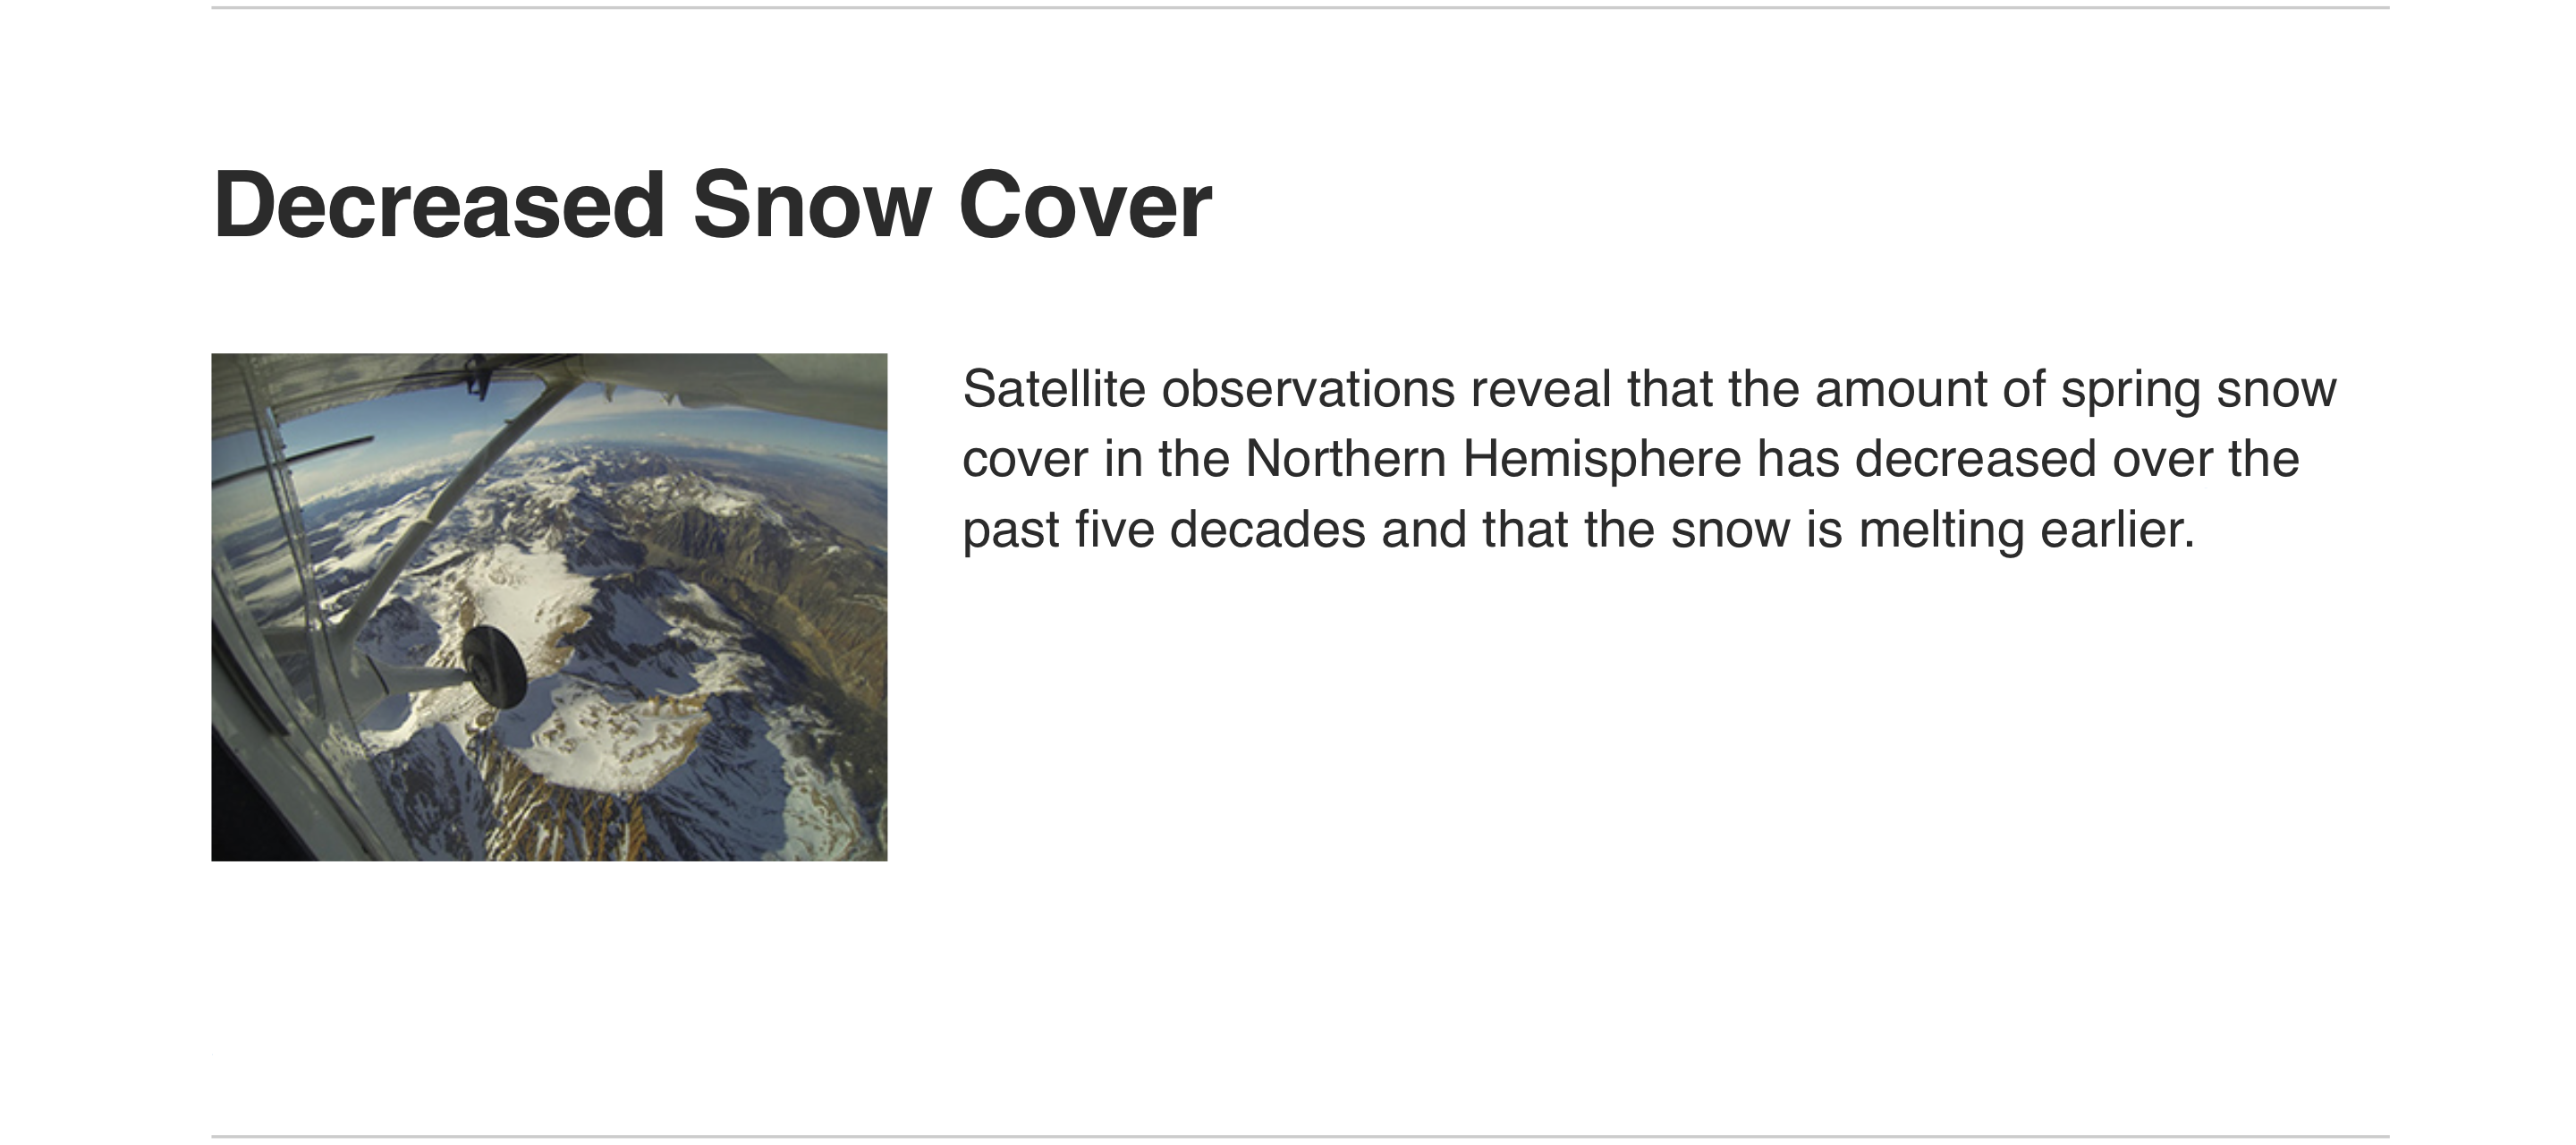 Decreased Snow Cover
Satellite observations reveal that the amount of spring snow
cover in the Northern Hemisphere has decreased over the
past five decades and that the snow is melting earlier.